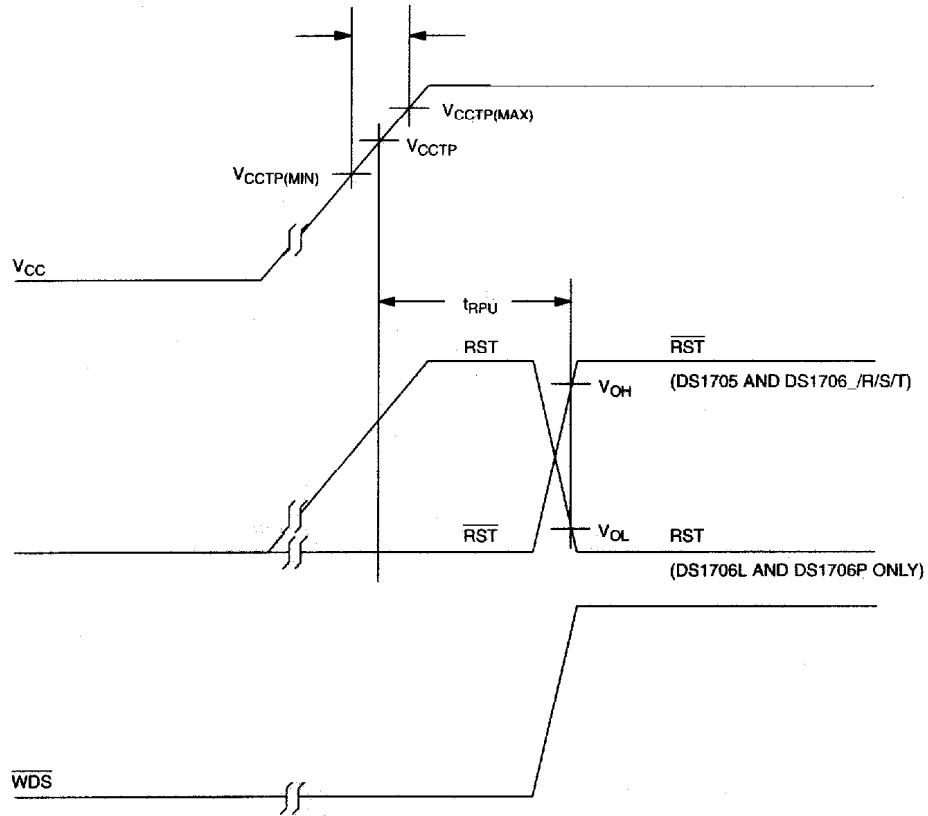 VCCTP(MAX)
VCCTP
VCCTP(MIN)
VCC
tRPU
RST
RST
(DS1705 AND DS1706_/R/S/T)
VOH
VOL
RST
RST
(DS1706L AND DS1706P ONLY)
WDS